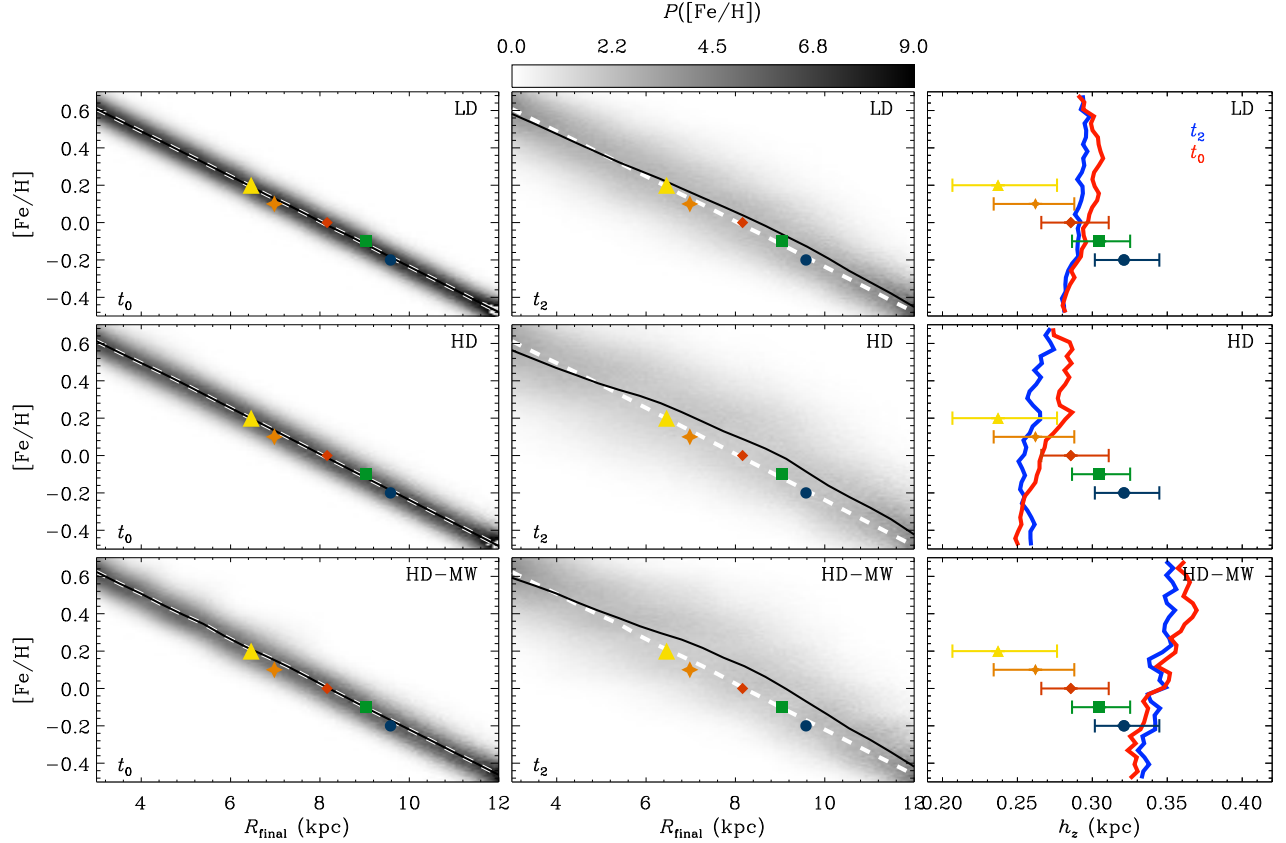 P([Fe/H])
0.0 2.2 4.5 6.8 9.0
[Fe/H]
0.6
0.4
0.2
0.0
−0.2
−0.4
LD
t₀
LD
t₂
LD
t₂
t₀
[Fe/H]
0.6
0.4
0.2
0.0
−0.2
−0.4
HD
t₀
HD
t₂
HD
[Fe/H]
0.6
0.4
0.2
0.0
−0.2
−0.4
HD−MW
t₀
HD−MW
t₂
HD−MW
4 6 8 10 12
R_final (kpc)
4 6 8 10 12
R_final (kpc)
0.20 0.25 0.30 0.35 0.40
h_z (kpc)